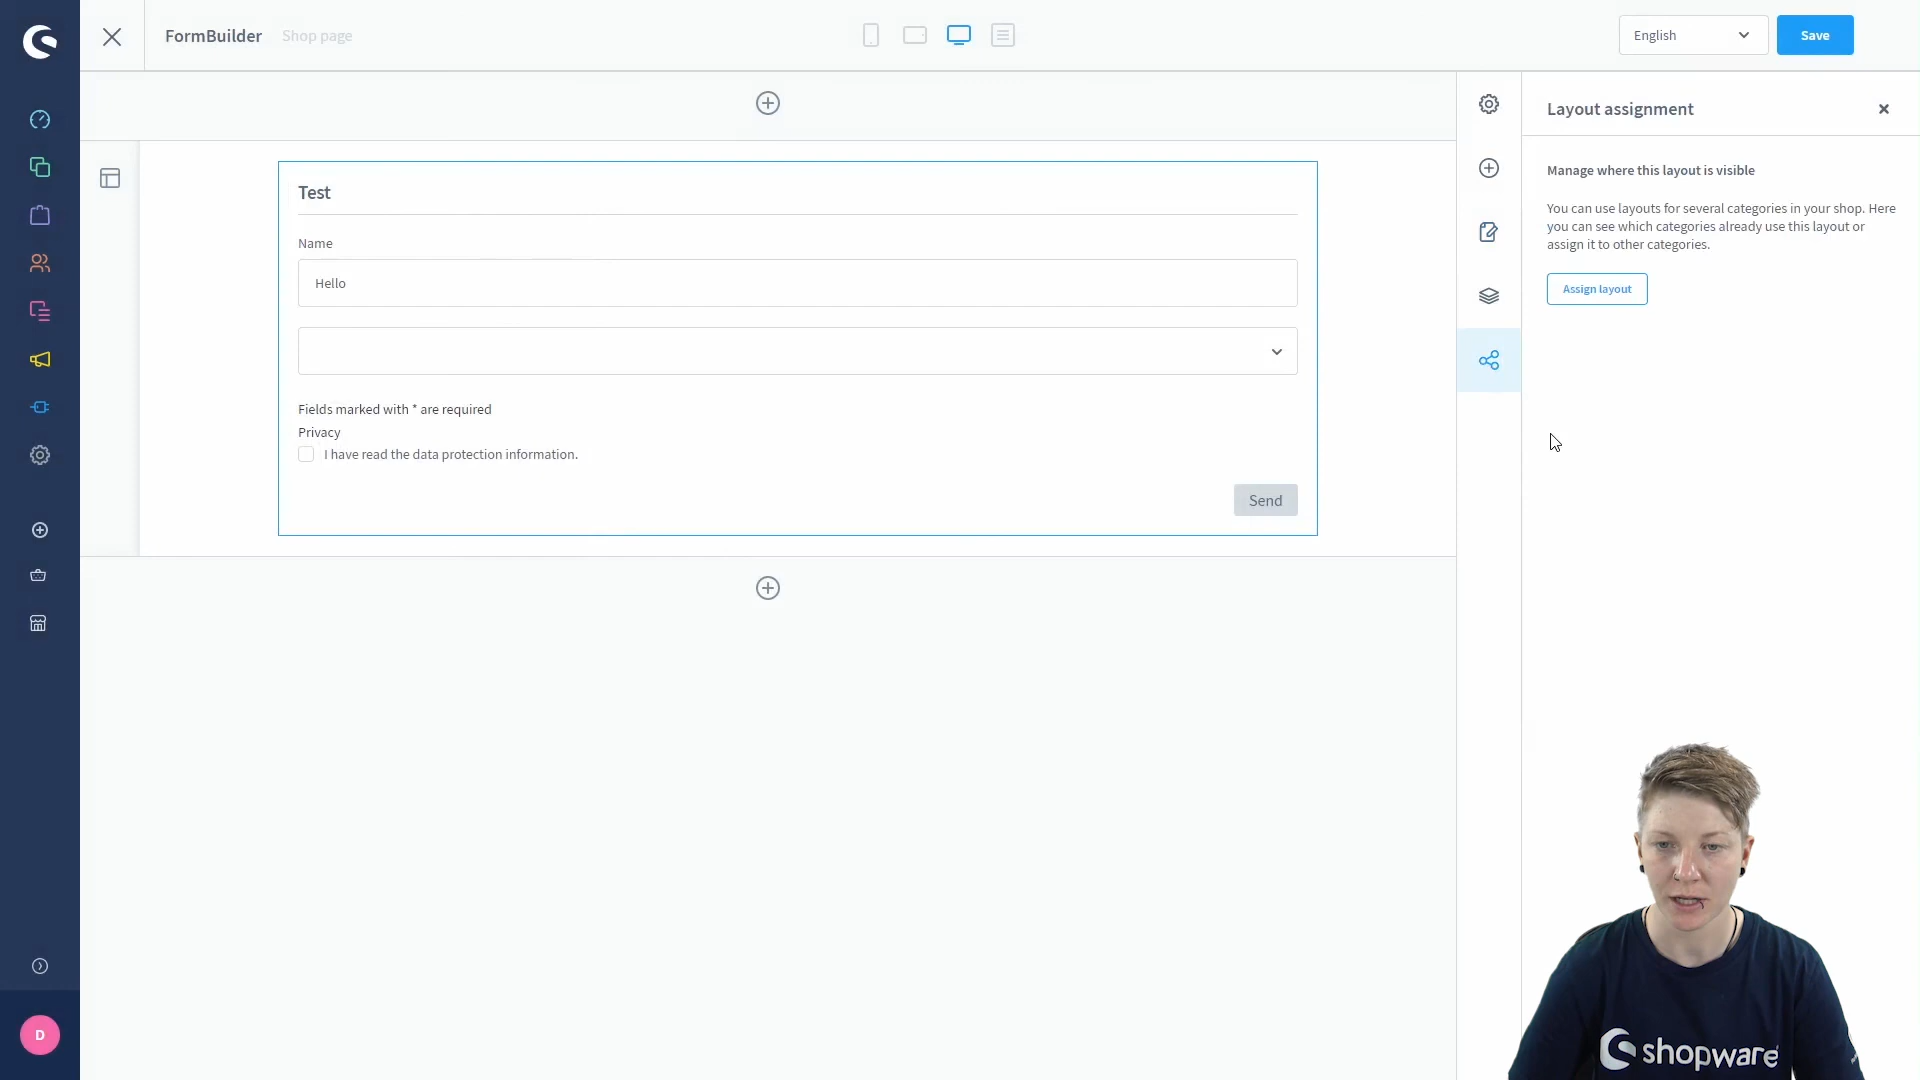 FormBuilder
Shop page
English
Save
Test
Name
Hello
Fields marked with * are required
Privacy
I have read the data protection information.
Send
Layout assignment
Manage where this layout is visible
You can use layouts for several categories in your shop. Here
you can see which categories already use this layout or
assign it to other categories.
Assign layout
D
shopware